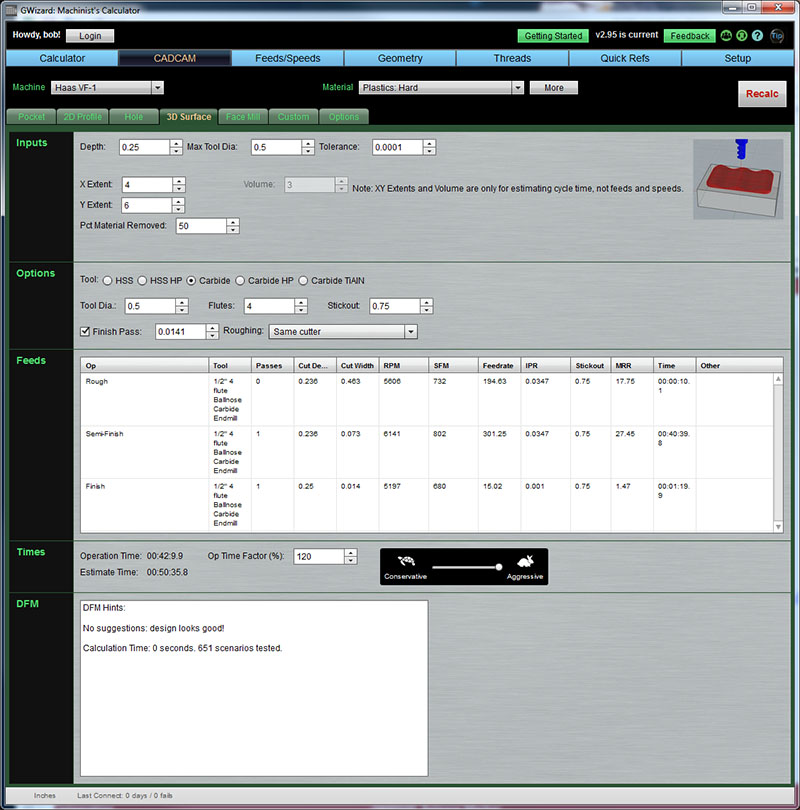 GWizard: Machinist's Calculator
Howdy, bob! Login Getting Started v2.95 is current Feedback ? Tip
Calculator CADCAM Feeds/Speeds Geometry Threads Quick Refs Setup
Machine Haas VF-1 Material Plastics: Hard More Recalc
Pocket 2D Profile Hole 3D Surface Face Mill Custom Options
Inputs
Depth: 0.25 Max Tool Dia: 0.5 Tolerance: 0.0001
X Extent: 4 Volume: 3 Note: XY Extents and Volume are only for estimating cycle time, not feeds and speeds.
Y Extent: 6
Pct Material Removed: 50
Options
Tool: HSS HSS HP Carbide Carbide HP Carbide TiAlN
Tool Dia.: 0.5 Flutes: 4 Stickout: 0.75
Finish Pass: 0.0141 Roughing: Same cutter
Feeds
Op Tool Passes Cut De... Cut Width RPM SFM Feedrate IPR Stickout MRR Time Other
Rough 1/2" 4 0 0.236 0.463 5606 732 194.63 0.0347 0.75 17.75 00:00:10.
flute 1
Ballnose
Carbide
Endmill
Semi-Finish 1/2" 4 1 0.236 0.073 6141 802 301.25 0.0347 0.75 27.45 00:40:39.
flute 8
Ballnose
Carbide
Endmill
Finish 1/2" 4 1 0.25 0.014 5197 680 15.02 0.001 0.75 1.47 00:01:19.
flute 9
Ballnose
Carbide
Endmill
Times
Operation Time: 00:42:9.9 Op Time Factor (%): 120
Estimate Time: 00:50:35.8
Conservative Aggressive
DFM
DFM Hints:
No suggestions: design looks good!
Calculation Time: 0 seconds. 651 scenarios tested.
Inches Last Connect: 0 days / 0 fails